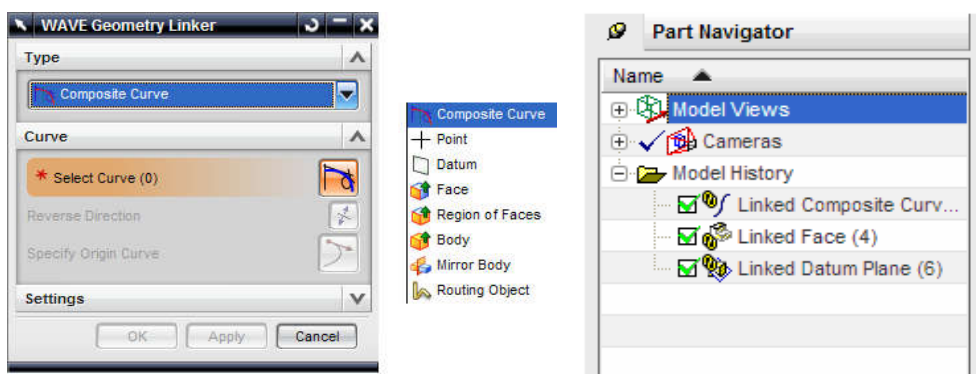 WAVE Geometry Linker
Type
Composite Curve
Curve
* Select Curve (0)
Reverse Direction
Specify Origin Curve
Settings
OK Apply Cancel
Composite Curve
Point
Datum
Face
Region of Faces
Body
Mirror Body
Routing Object
Part Navigator
Name
Model Views
Cameras
Model History
Linked Composite Curv...
Linked Face (4)
Linked Datum Plane (6)